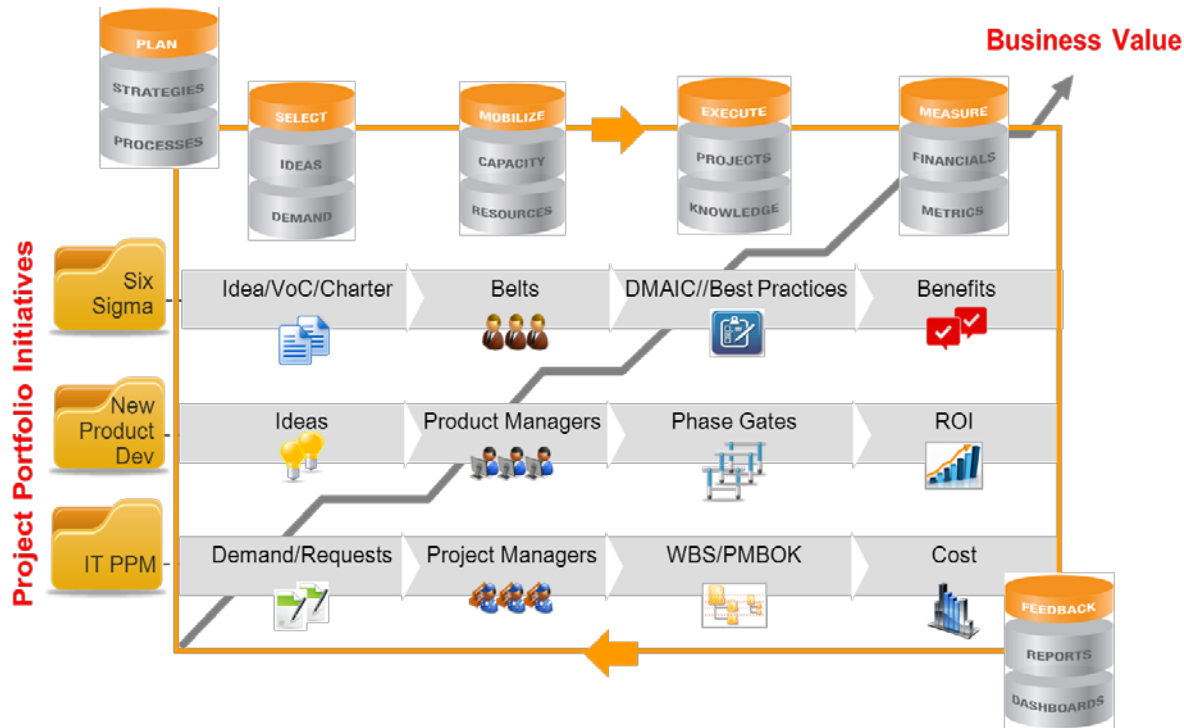 Business Value
PLAN
STRATEGIES
PROCESSES
SELECT
IDEAS
DEMAND
MOBILIZE
CAPACITY
RESOURCES
EXECUTE
PROJECTS
KNOWLEDGE
MEASURE
FINANCIALS
METRICS
Project Portfolio Initiatives
Six
Sigma
Idea/VoC/Charter
Belts
DMAIC//Best Practices
Benefits
New
Product
Dev
Ideas
Product Managers
Phase Gates
ROI
IT PPM
Demand/Requests
Project Managers
WBS/PMBOK
Cost
FEEDBACK
REPORTS
DASHBOARDS